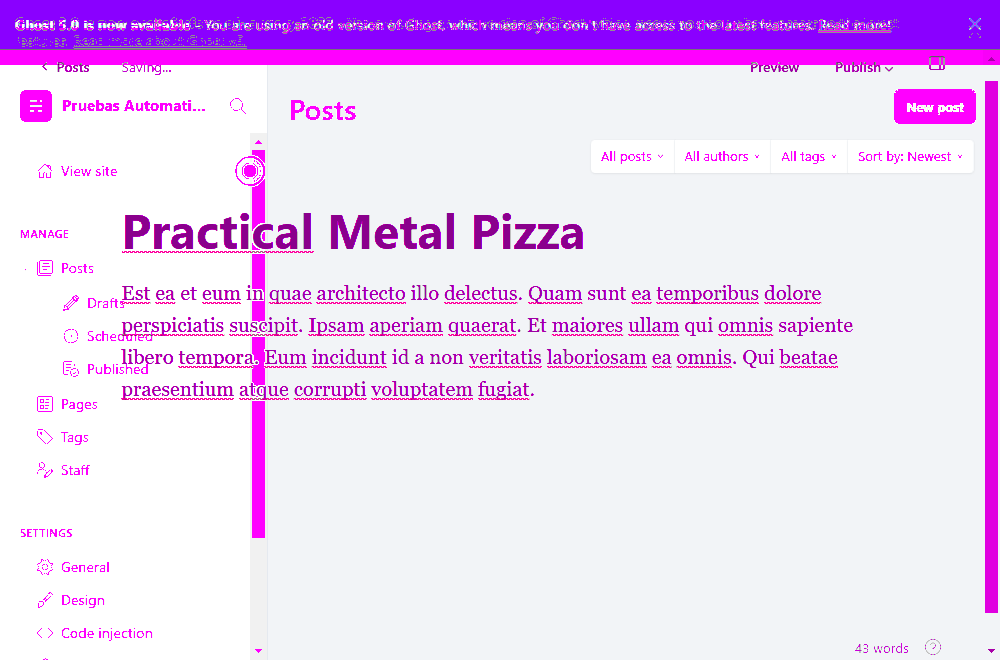 Ghost 5.0 is now available - You are using an old version of Ghost, which means you don't have access to the latest features. Read more!
features. Read more about Ghost
Posts Saving... Preview Publish
Pruebas Automati...
Posts
New post
All posts All authors All tags Sort by: Newest
View site
Practical Metal Pizza
MANAGE
Posts
Drafts
Scheduled
Published
Pages
Tags
Staff
Est ea et eum in quae architecto illo delectus. Quam sunt ea temporibus dolore
perspiciatis suscipit. Ipsam aperiam quaerat. Et maiores ullam qui omnis sapiente
libero tempora. Eum incidunt id a non veritatis laboriosam ea omnis. Qui beatae
praesentium atque corrupti voluptatem fugiat.
SETTINGS
General
Design
Code injection
43 words